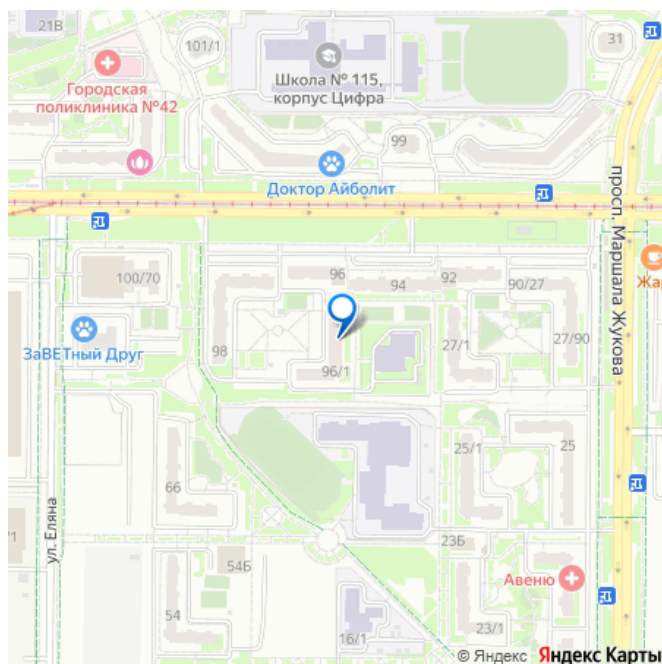 21В
101/1
31
Школа № 115,
корпус Цифра
Городская
поликлиника №42
99
Доктор Айболит
просп. Маршала Жукова
100/70
96
94
92
90/27
Жар
ЗаВЕТный Друг
98
27/1
27/90
96/1
25/1
25
66
ул. Еляна
/1
23Б
54Б
Авеню
54
16/1
23/1
© Яндекс Яндекс Карты